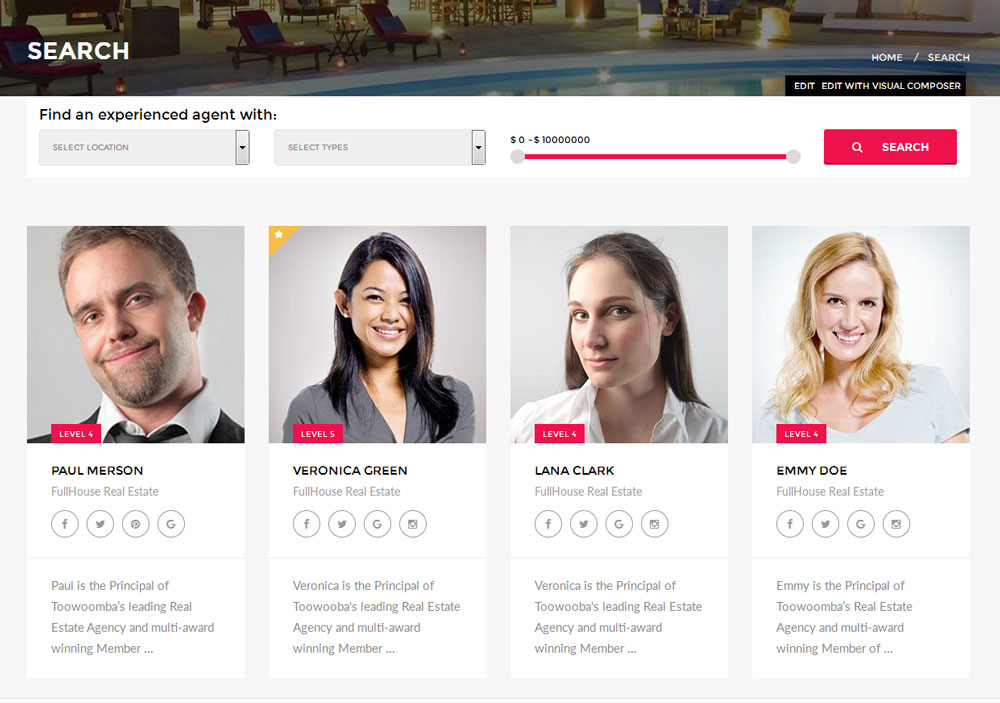 SEARCH
HOME / SEARCH
EDIT EDIT WITH VISUAL COMPOSER
Find an experienced agent with:
SELECT LOCATION
SELECT TYPES
$ 0 - $ 10000000
SEARCH
LEVEL 4
PAUL MERSON
FullHouse Real Estate
Paul is the Principal of
Toowoomba’s leading Real
Estate Agency and multi-award
winning Member ...
LEVEL 5
VERONICA GREEN
FullHouse Real Estate
Veronica is the Principal of
Toowooba's leading Real Estate
Agency and multi-award
winning Member ...
LEVEL 4
LANA CLARK
FullHouse Real Estate
Veronica is the Principal of
Toowooba's leading Real Estate
Agency and multi-award
winning Member ...
LEVEL 4
EMMY DOE
FullHouse Real Estate
Emmy is the Principal of
Toowoomba’s Real Estate
Agency and multi-award
winning Member of ...